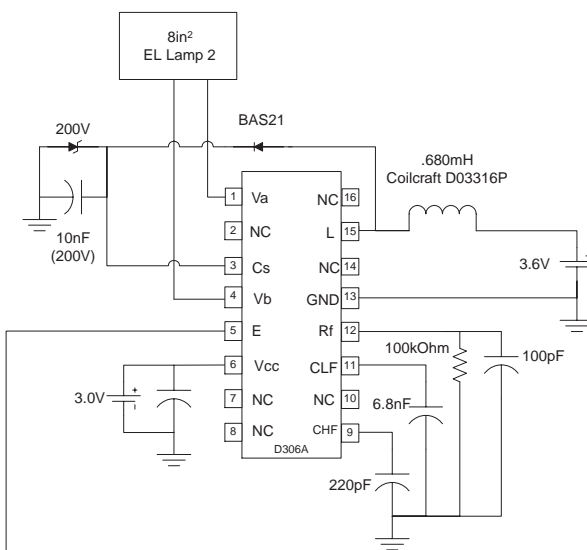 8in²
EL Lamp 2
200V
BAS21
.680mH
Coilcraft D03316P
10nF
(200V)
1 Va
NC 16
2 NC
L 15
3 Cs
NC 14
3.6V
+
4 Vb
GND 13
5 E
Rf 12
100kOhm
100pF
6 Vcc
CLF 11
3.0V
+
-
6.8nF
7 NC
NC 10
8 NC
CHF 9
D306A
220pF